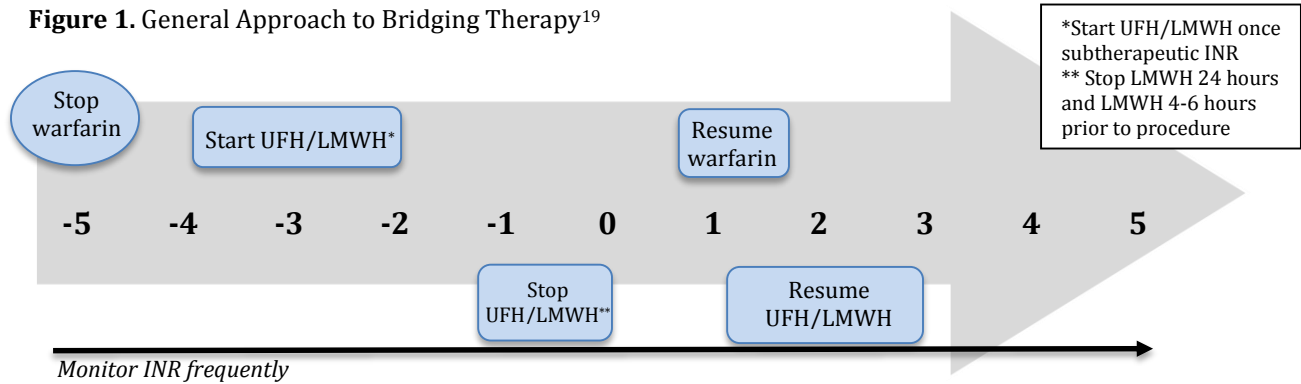 Figure 1. General Approach to Bridging Therapy19
*Start UFH/LMWH once
subtherapeutic INR
** Stop LMWH 24 hours
and LMWH 4-6 hours
prior to procedure
Stop
warfarin
Start UFH/LMWH*
Resume
warfarin
-5 -4 -3 -2 -1 0 1 2 3 4 5
Stop
UFH/LMWH**
Resume
UFH/LMWH
Monitor INR frequently